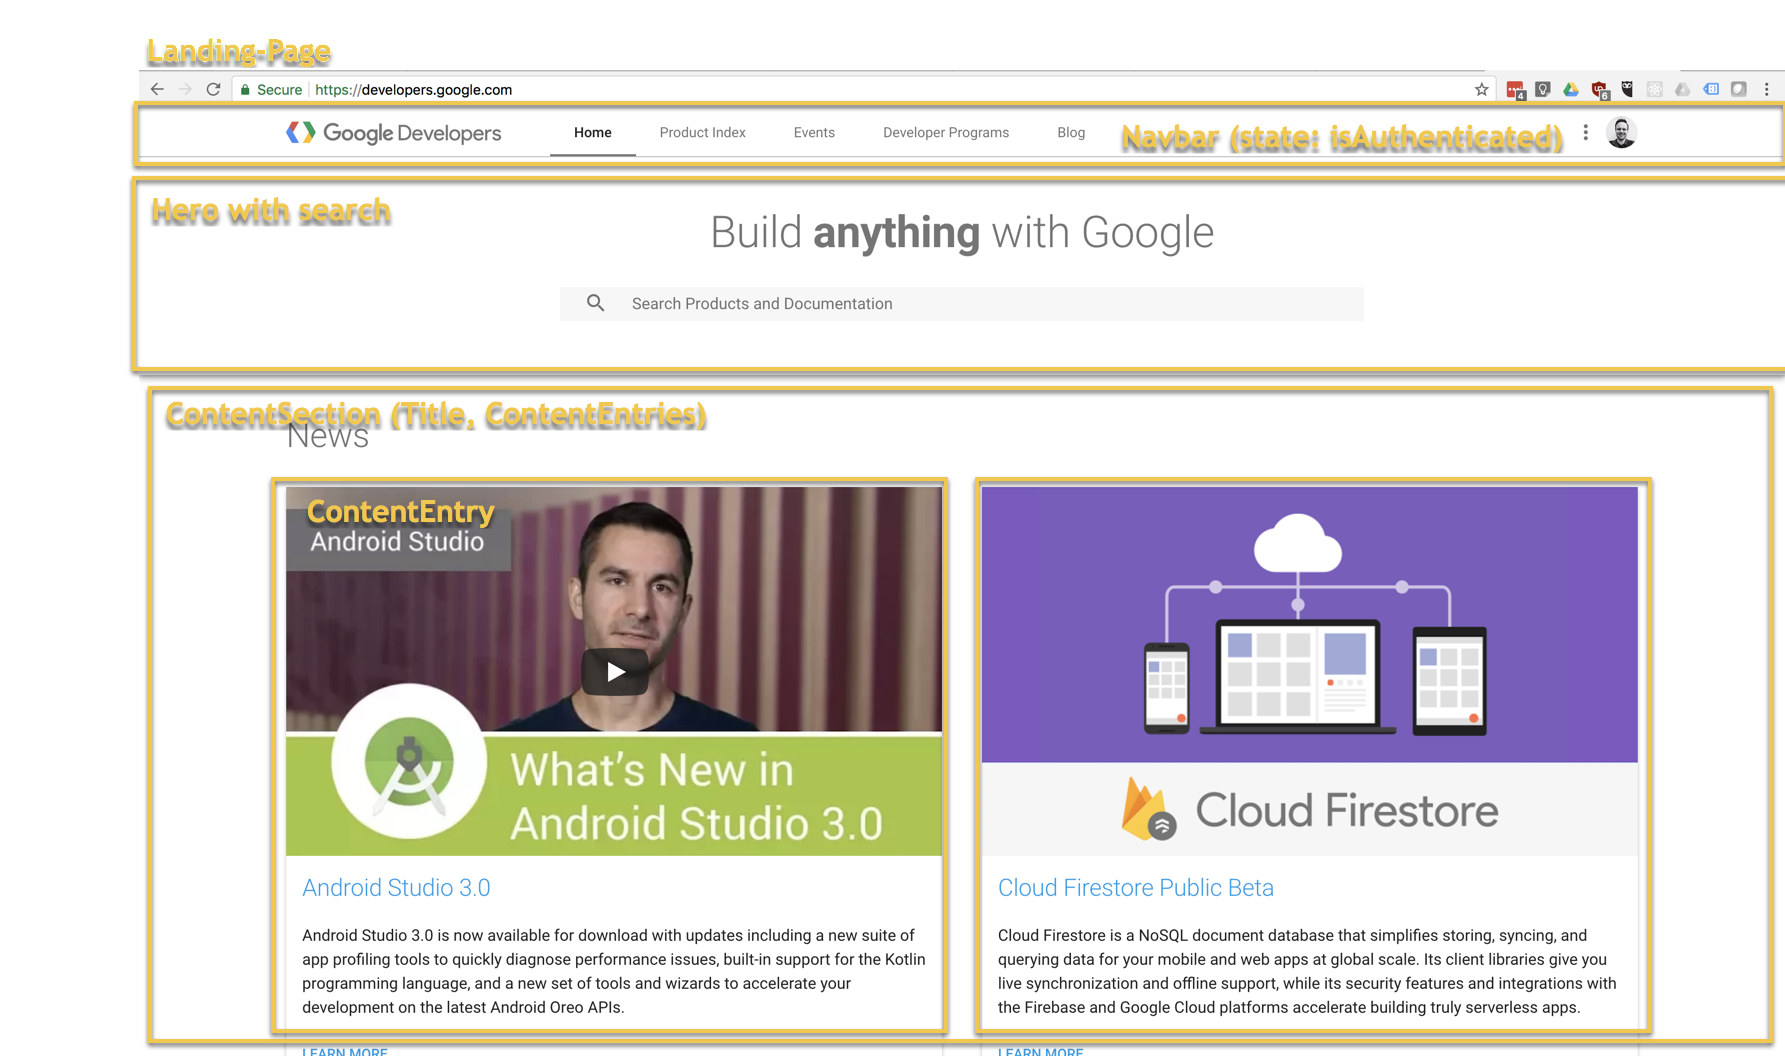 Landing-Page
Secure https://developers.google.com
4
6
Google Developers Home Product Index Events Developer Programs Blog Navbar (state: isAuthenticated)
Hero with search
Build anything with Google
Search Products and Documentation
ContentSection (Title, ContentEntries)
News
ContentEntry
Android Studio
What's New in
Android Studio 3.0
Cloud Firestore
Android Studio 3.0
Android Studio 3.0 is now available for download with updates including a new suite of
app profiling tools to quickly diagnose performance issues, built-in support for the Kotlin
programming language, and a new set of tools and wizards to accelerate your
development on the latest Android Oreo APIs.
LEARN MORE
Cloud Firestore Public Beta
Cloud Firestore is a NoSQL document database that simplifies storing, syncing, and
querying data for your mobile and web apps at global scale. Its client libraries give you
live synchronization and offline support, while its security features and integrations with
the Firebase and Google Cloud platforms accelerate building truly serverless apps.
LEARN MORE